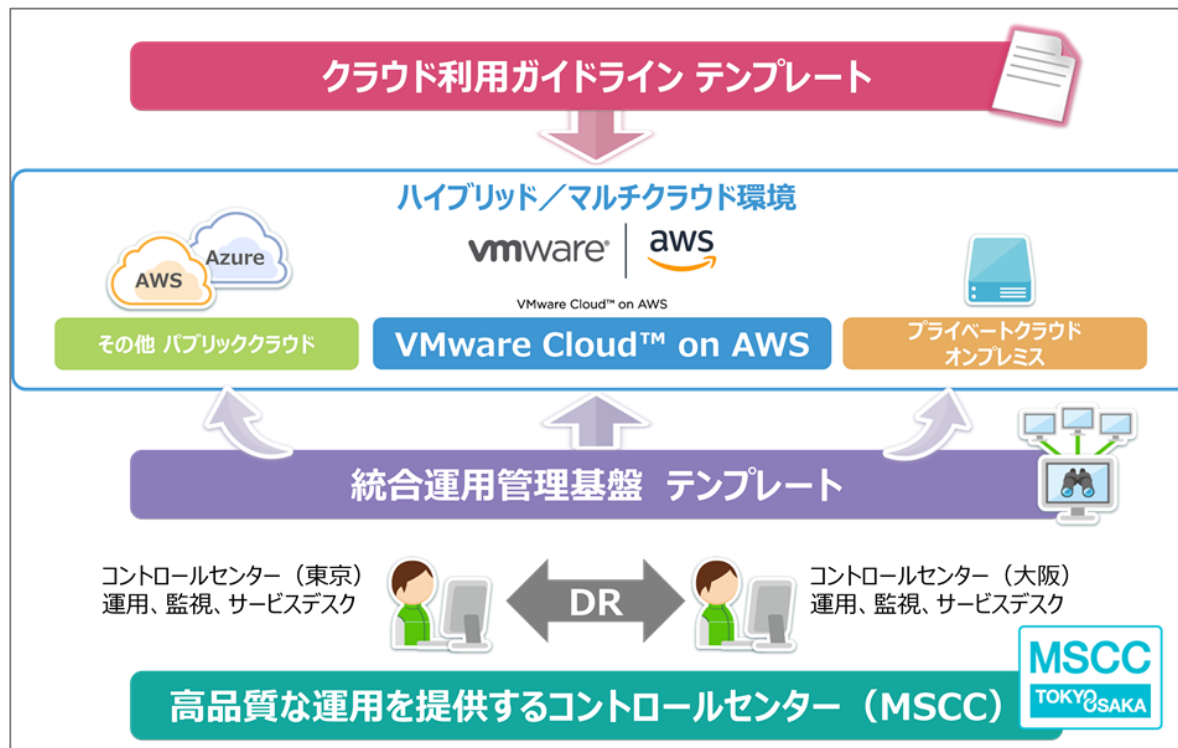 クラウド利用ガイドライン テンプレート
ハイブリッド／マルチクラウド環境
AWS
Azure
vmware®
aws
VMware Cloud™ on AWS
その他 パブリッククラウド
VMware Cloud™ on AWS
プライベートクラウド
オンプレミス
統合運用管理基盤 テンプレート
コントロールセンター（東京）
運用、監視、サービスデスク
DR
コントロールセンター（大阪）
運用、監視、サービスデスク
MSCC
TOKYO
OSAKA
高品質な運用を提供するコントロールセンター（MSCC）